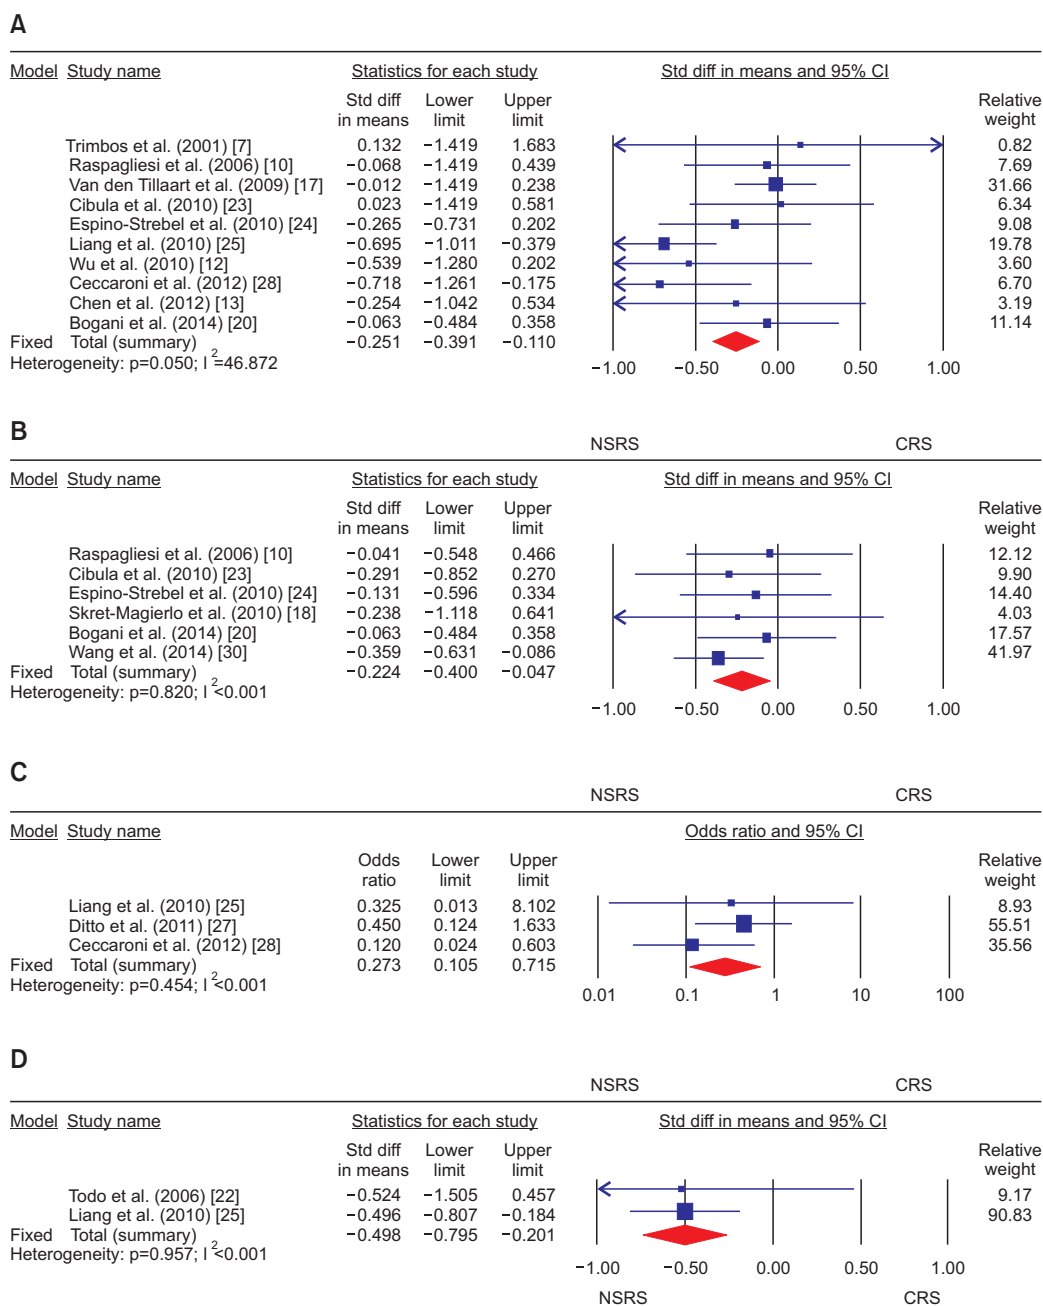 A
Model Study name Statistics for each study Std diff in means and 95% CI
Std diff in means Lower limit Upper limit Relative weight
Trimbos et al. (2001) [7] 0.132 −1.419 1.683 0.82
Raspagliesi et al. (2006) [10] −0.068 −1.419 0.439 7.69
Van den Tillaart et al. (2009) [17] −0.012 −1.419 0.238 31.66
Cibula et al. (2010) [23] 0.023 −1.419 0.581 6.34
Espino-Strebel et al. (2010) [24] −0.265 −0.731 0.202 9.08
Liang et al. (2010) [25] −0.695 −1.011 −0.379 19.78
Wu et al. (2010) [12] −0.539 −1.280 0.202 3.60
Ceccaroni et al. (2012) [28] −0.718 −1.261 −0.175 6.70
Chen et al. (2012) [13] −0.254 −1.042 0.534 3.19
Bogani et al. (2014) [20] −0.063 −0.484 0.358 11.14
Fixed Total (summary) −0.251 −0.391 −0.110
Heterogeneity: p=0.050; I²=46.872
−1.00 −0.50 0.00 0.50 1.00
B
NSRS CRS
Model Study name Statistics for each study Std diff in means and 95% CI
Std diff in means Lower limit Upper limit Relative weight
Raspagliesi et al. (2006) [10] −0.041 −0.548 0.466 12.12
Cibula et al. (2010) [23] −0.291 −0.852 0.270 9.90
Espino-Strebel et al. (2010) [24] −0.131 −0.596 0.334 14.40
Skret-Magierlo et al. (2010) [18] −0.238 −1.118 0.641 4.03
Bogani et al. (2014) [20] −0.063 −0.484 0.358 17.57
Wang et al. (2014) [30] −0.359 −0.631 −0.086 41.97
Fixed Total (summary) −0.224 −0.400 −0.047
Heterogeneity: p=0.820; I²<0.001
−1.00 −0.50 0.00 0.50 1.00
C
NSRS CRS
Model Study name Odds ratio and 95% CI
Odds ratio Lower limit Upper limit Relative weight
Liang et al. (2010) [25] 0.325 0.013 8.102 8.93
Ditto et al. (2011) [27] 0.450 0.124 1.633 55.51
Ceccaroni et al. (2012) [28] 0.120 0.024 0.603 35.56
Fixed Total (summary) 0.273 0.105 0.715
Heterogeneity: p=0.454; I²<0.001
0.01 0.1 1 10 100
D
NSRS CRS
Model Study name Statistics for each study Std diff in means and 95% CI
Std diff in means Lower limit Upper limit Relative weight
Todo et al. (2006) [22] −0.524 −1.505 0.457 9.17
Liang et al. (2010) [25] −0.496 −0.807 −0.184 90.83
Fixed Total (summary) −0.498 −0.795 −0.201
Heterogeneity: p=0.957; I²<0.001
−1.00 −0.50 0.00 0.50 1.00
NSRS CRS